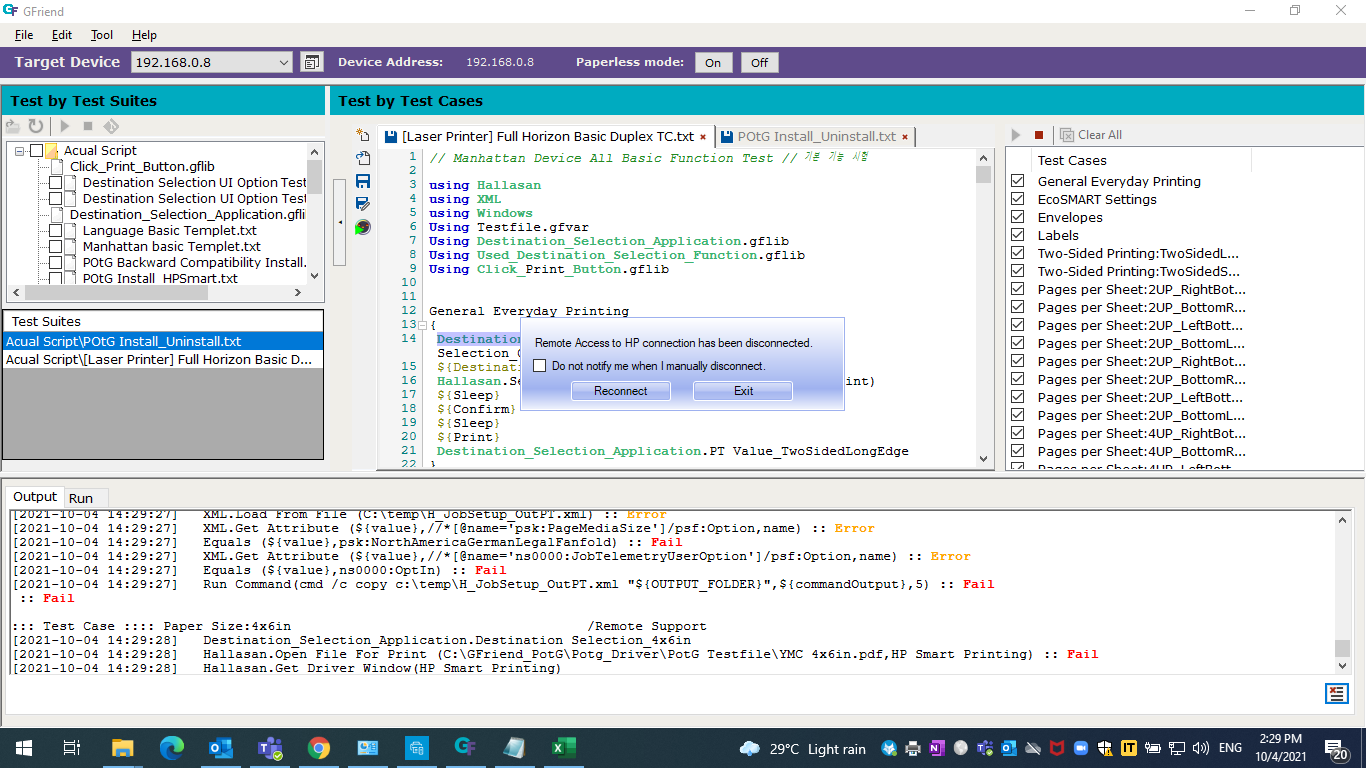 GFriend
File Edit Tool Help
Target Device 192.168.0.8 Device Address: 192.168.0.8 Paperless mode: On Off
Test by Test Suites
Acual Script
Click_Print_Button.gflib
Destination Selection UI Option Test
Destination Selection UI Option Test
Destination_Selection_Application.gfli
Language Basic Templet.txt
Manhattan basic Templet.txt
POtG Backward Compatibility Install.
POtG Install_HPSmart.txt
Test Suites
Acual Script\POtG Install_Uninstall.txt
Acual Script\[Laser Printer] Full Horizon Basic D...
Test by Test Cases
[Laser Printer] Full Horizon Basic Duplex TC.txt × POtG Install_Uninstall.txt ×
1 // Manhattan Device All Basic Function Test // 기본 기능 시험
2
3 using Hallasan
4 using XML
5 using Windows
6 Using Testfile.gfvar
7 Using Destination_Selection_Application.gflib
8 Using Used_Destination_Selection_Function.gflib
9 Using Click_Print_Button.gflib
10
11
12 General Everyday Printing
13 {
14 Destination
Selection_
15 ${Destinati
16 Hallasan.Se int)
17 ${Sleep}
18 ${Confirm}
19 ${Sleep}
20 ${Print}
21 Destination_Selection_Application.PT Value_TwoSidedLongEdge
22 }
Remote Access to HP connection has been disconnected.
Do not notify me when I manually disconnect.
Reconnect Exit
Clear All
Test Cases
General Everyday Printing
EcoSMART Settings
Envelopes
Labels
Two-Sided Printing:TwoSidedL...
Two-Sided Printing:TwoSidedS...
Pages per Sheet:2UP_RightBot...
Pages per Sheet:2UP_BottomR...
Pages per Sheet:2UP_LeftBott...
Pages per Sheet:2UP_BottomL...
Pages per Sheet:2UP_RightBot...
Pages per Sheet:2UP_BottomR...
Pages per Sheet:2UP_LeftBott...
Pages per Sheet:2UP_BottomL...
Pages per Sheet:4UP_RightBot...
Pages per Sheet:4UP_BottomR...
Pages per Sheet:4UP_LeftBott...
Output Run
[2021-10-04 14:29:27] XML.Load From File (C:\temp\H_JobSetup_OutPT.xml) :: Error
[2021-10-04 14:29:27] XML.Get Attribute (${value},//*[@name='psk:PageMediaSize']/psf:Option,name) :: Error
[2021-10-04 14:29:27] Equals (${value},psk:NorthAmericaGermanLegalFanfold) :: Fail
[2021-10-04 14:29:27] XML.Get Attribute (${value},//*[@name='ns0000:JobTelemetryUserOption']/psf:Option,name) :: Error
[2021-10-04 14:29:27] Equals (${value},ns0000:OptIn) :: Fail
[2021-10-04 14:29:27] Run Command(cmd /c copy c:\temp\H_JobSetup_OutPT.xml "${OUTPUT_FOLDER}",${commandOutput},5) :: Fail
:: Fail
::: Test Case :::: Paper Size:4x6in /Remote Support
[2021-10-04 14:29:28] Destination_Selection_Application.Destination Selection_4x6in
[2021-10-04 14:29:28] Hallasan.Open File For Print (C:\GFriend_PotG\Potg_Driver\PotG Testfile\YMC 4x6in.pdf,HP Smart Printing) :: Fail
[2021-10-04 14:29:28] Hallasan.Get Driver Window(HP Smart Printing)
29°C Light rain ENG 2:29 PM
10/4/2021 20